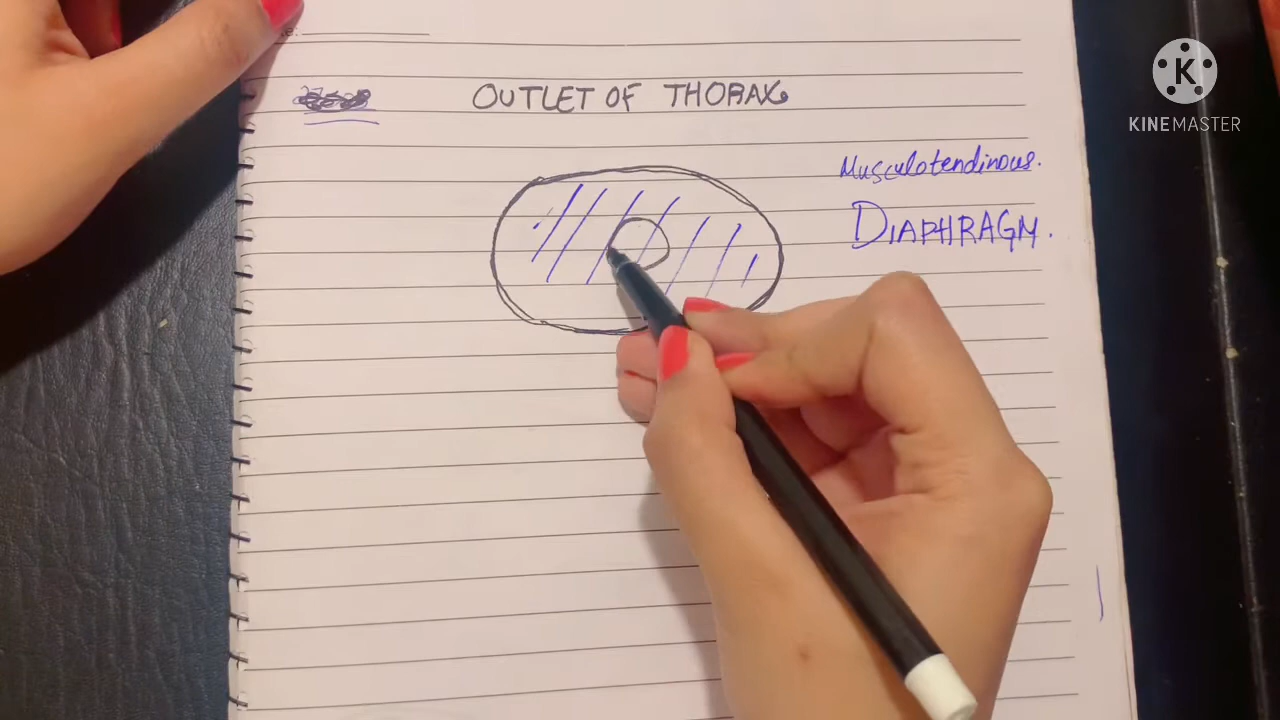 OUTLET OF THORAX
Musculotendinous.
DIAPHRAGM.
KINEMASTER